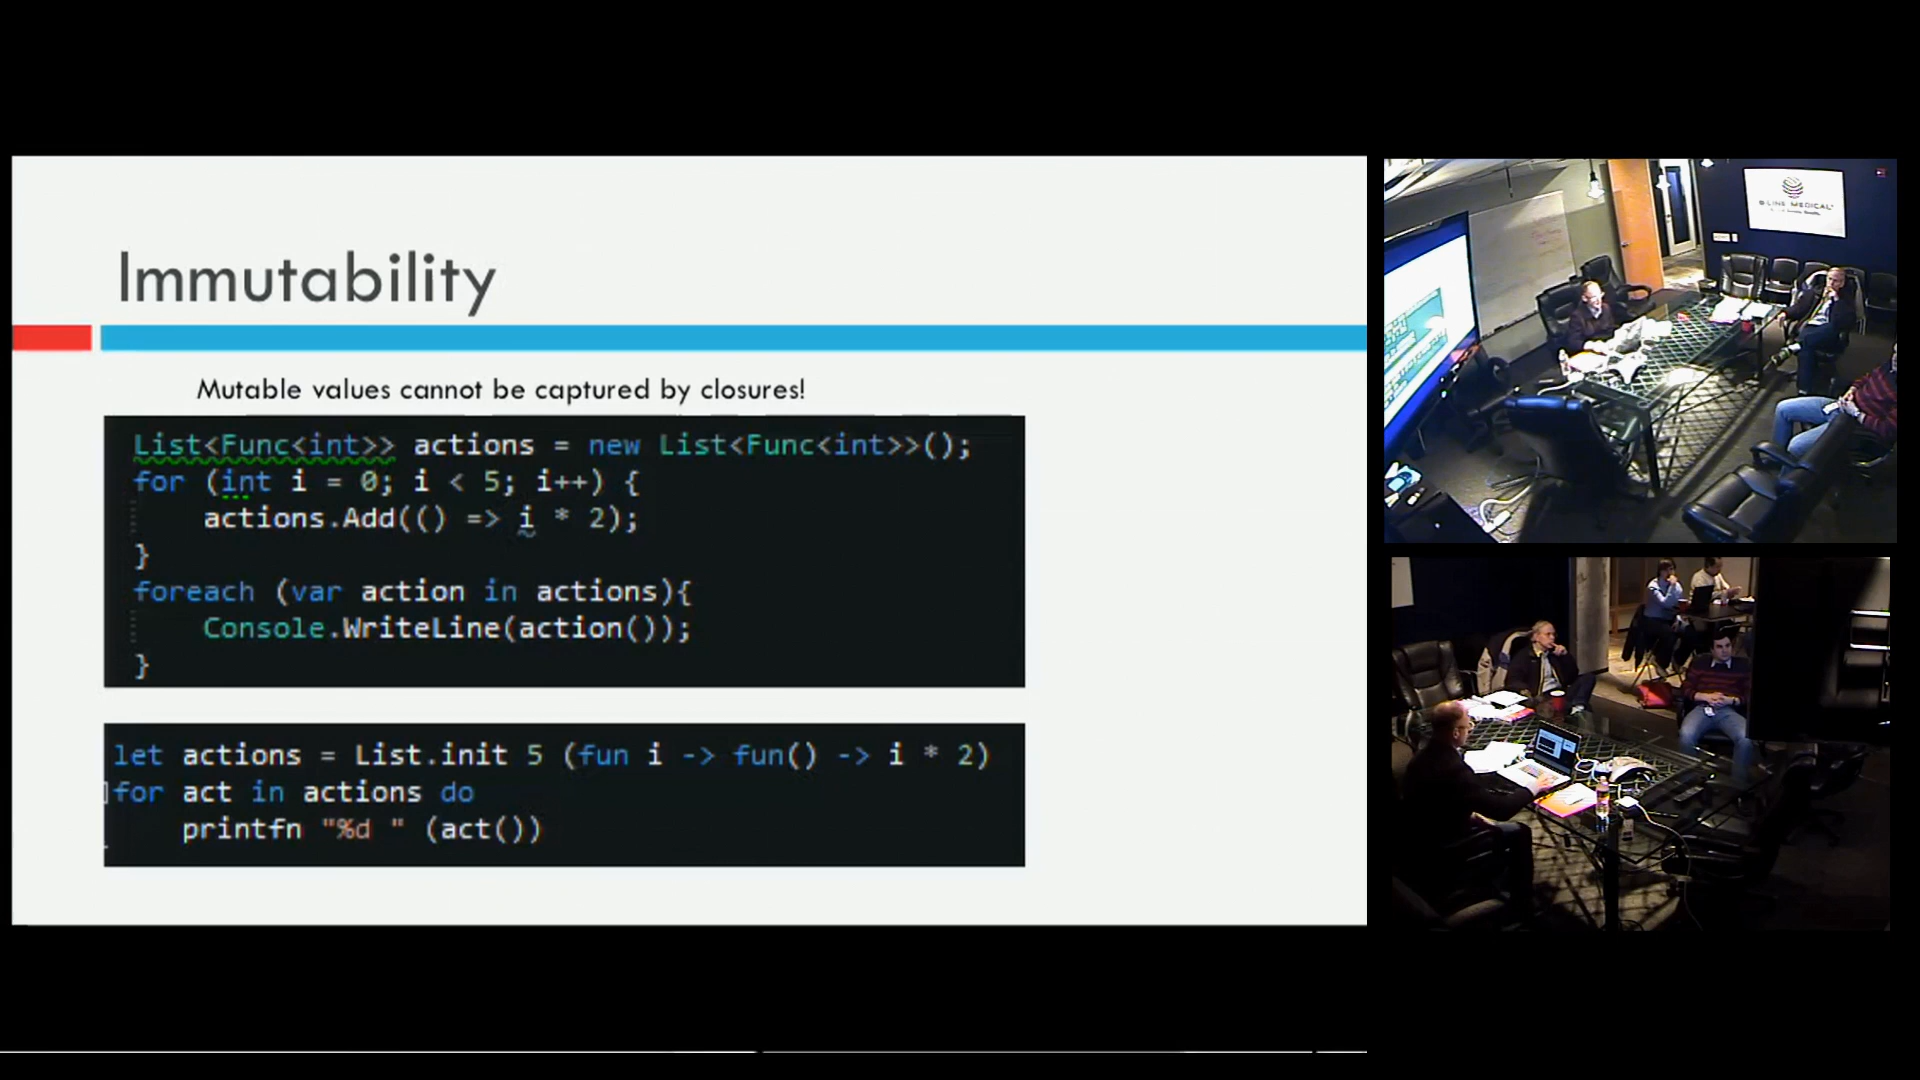 Immutability
Mutable values cannot be captured by closures!
List<Func<int>> actions = new List<Func<int>>();
for (int i = 0; i < 5; i++) {
    actions.Add(() => i * 2);
}
foreach (var action in actions){
    Console.WriteLine(action());
}
let actions = List.init 5 (fun i -> fun() -> i * 2)
for act in actions do
    printfn "%d " (act())
B-LINE MEDICAL